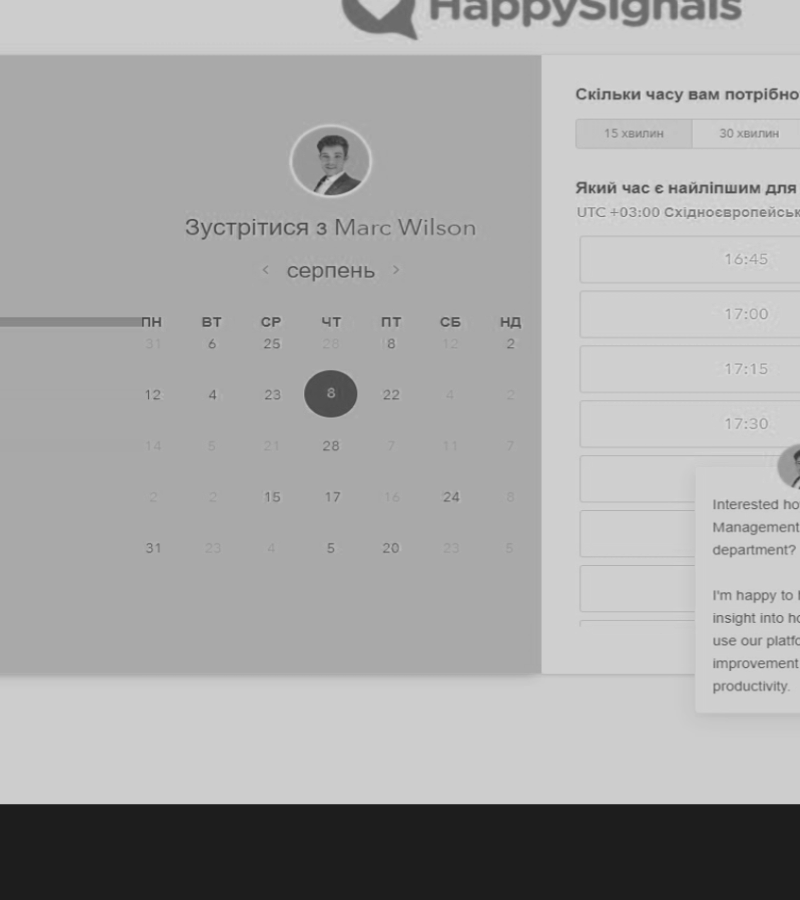 HappySignals
Зустрітися з Marc Wilson
< серпень >
ПН ВТ СР ЧТ ПТ СБ НД
31 6 25 28 8 12 2
12 4 23 8 22 4 2
14 5 21 28 7 11 7
2 2 15 17 16 24 8
31 23 4 5 20 23 5
Скільки часу вам потрібно
15 хвилин 30 хвилин
Який час є найліпшим для
UTC +03:00 Східноєвропейськ
16:45
17:00
17:15
17:30
Interested ho
Management
department?
I'm happy to h
insight into ho
use our platfo
improvement
productivity.